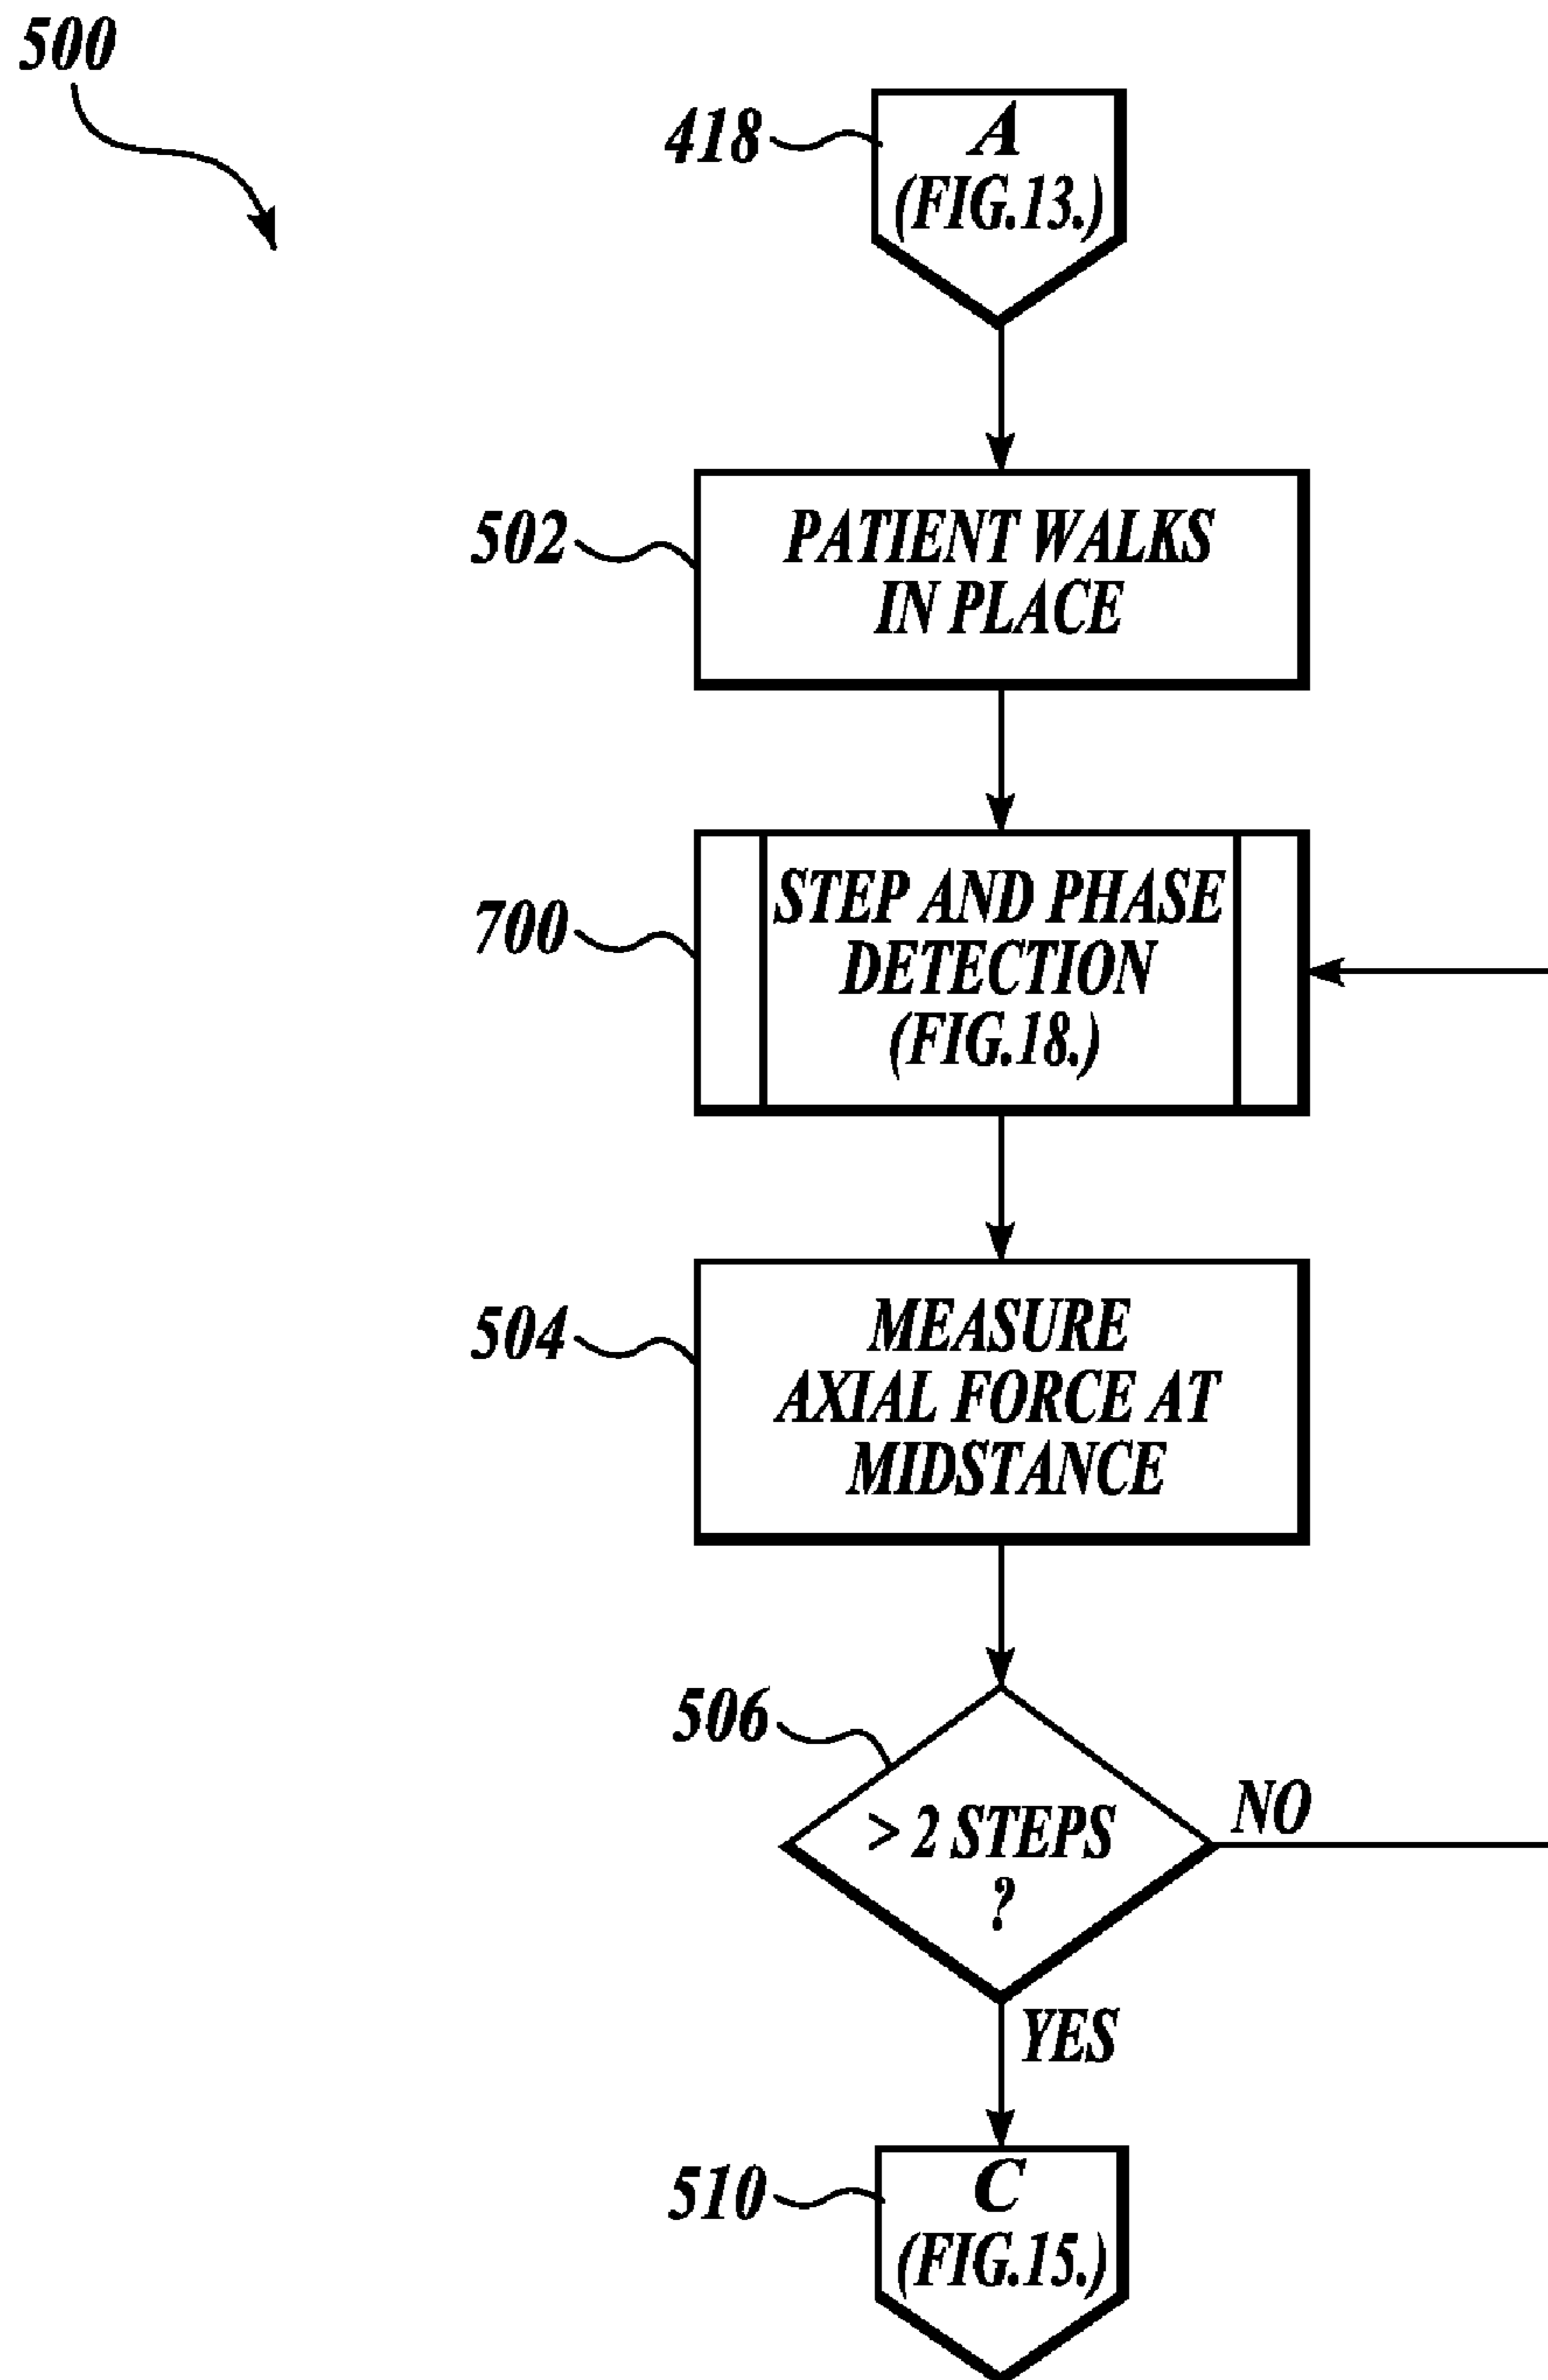 500
418
A
(FIG.13.)
502
PATIENT WALKS
IN PLACE
700
STEP AND PHASE
DETECTION
(FIG.18.)
504
MEASURE
AXIAL FORCE AT
MIDSTANCE
506
> 2 STEPS
?
NO
YES
510
C
(FIG.15.)